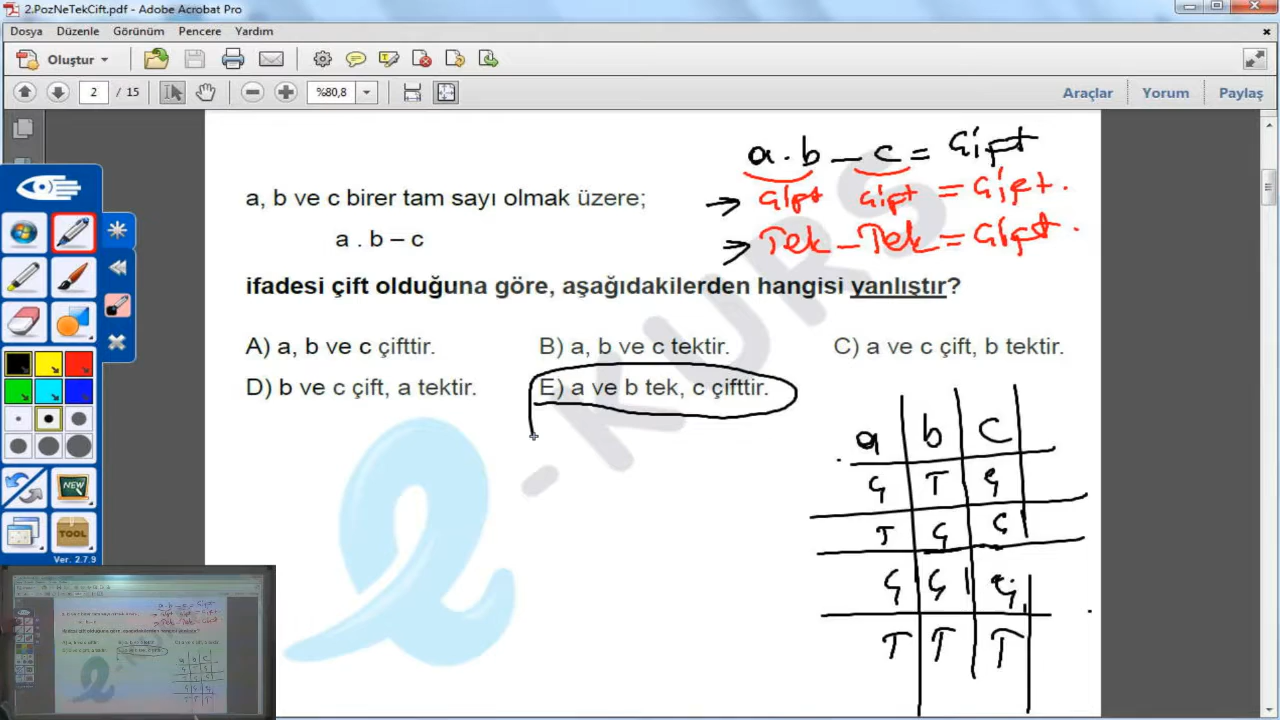 2.PozNeTekCift.pdf - Adobe Acrobat Pro
Dosya Düzenle Görünüm Pencere Yardım
Oluştur
2 / 15 %80,8 Araçlar Yorum Paylaş
a.b - c = Çift
a, b ve c birer tam sayı olmak üzere;
Çift Çift = Çift.
a . b – c
Tek - Tek = Çift.
ifadesi çift olduğuna göre, aşağıdakilerden hangisi yanlıştır?
A) a, b ve c çifttir. B) a, b ve c tektir. C) a ve c çift, b tektir.
D) b ve c çift, a tektir. E) a ve b tek, c çifttir.
a b c
Ç T Ç
T Ç Ç
Ç Ç Ç
T T T
e-KURS
NEW
TOOL
Ver. 2.7.9